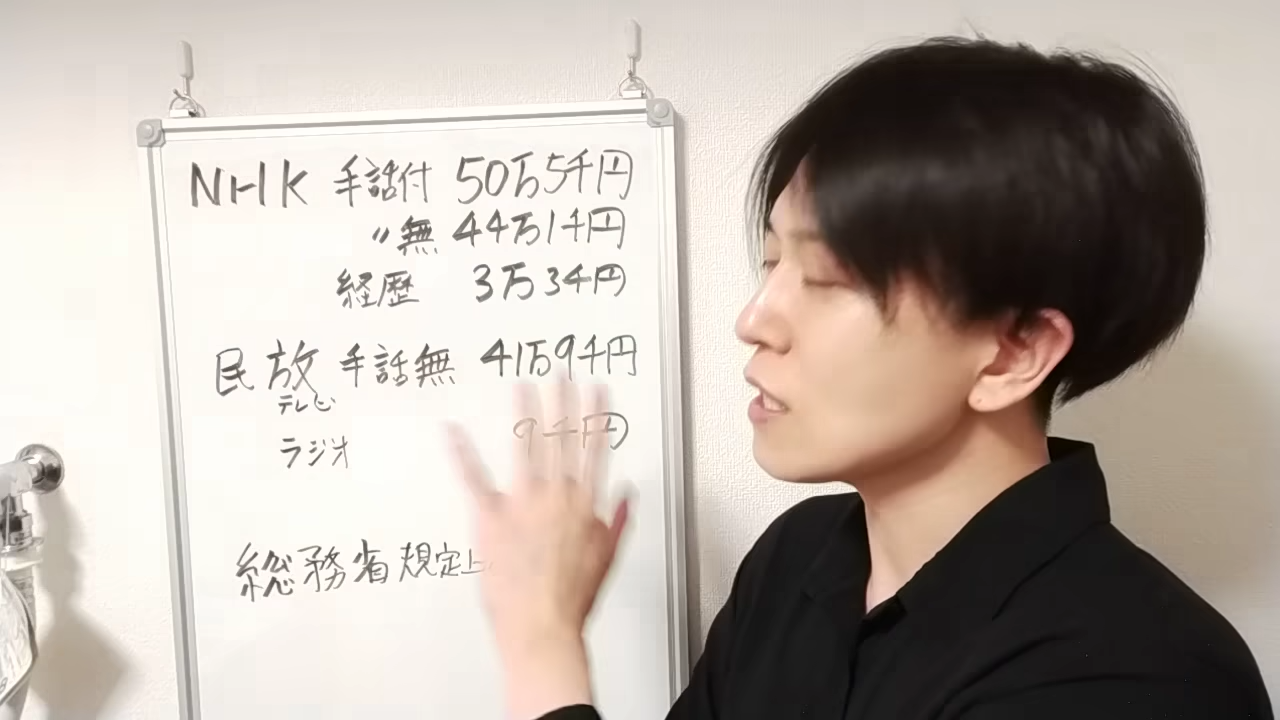 NHK 手話付 50万5千円
〃無 44万1千円
経歴 3万34円
民放 手話無 41万9千円
テレビ
ラジオ 9千円
総務省規定上